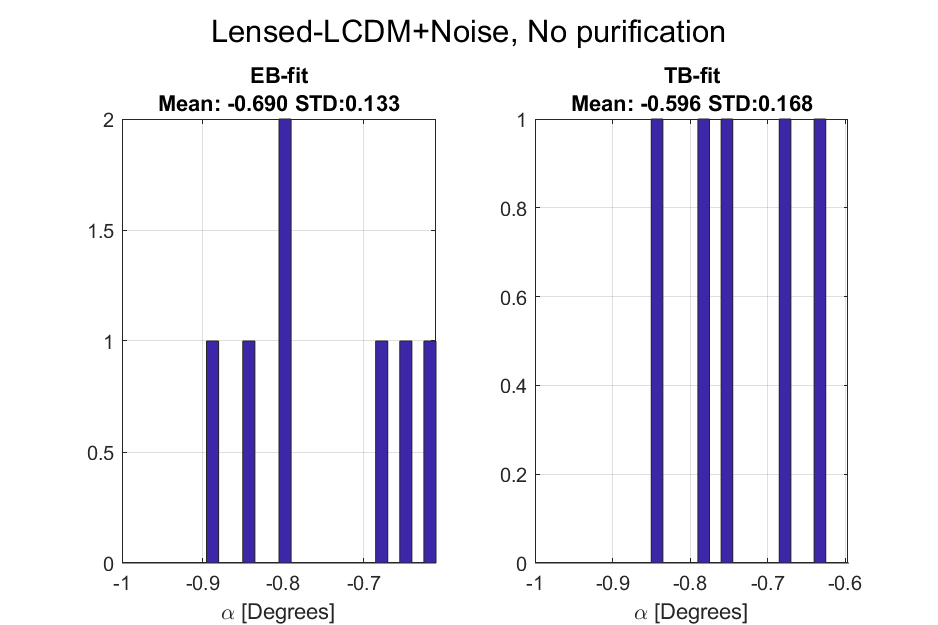 Lensed-LCDM+Noise, No purification
EB-fit
Mean: -0.690 STD:0.133
2
1.5
1
0.5
0
-1
-0.9
-0.8
-0.7
α [Degrees]
TB-fit
Mean: -0.596 STD:0.168
1
0.8
0.6
0.4
0.2
0
-1
-0.9
-0.8
-0.7
-0.6
α [Degrees]